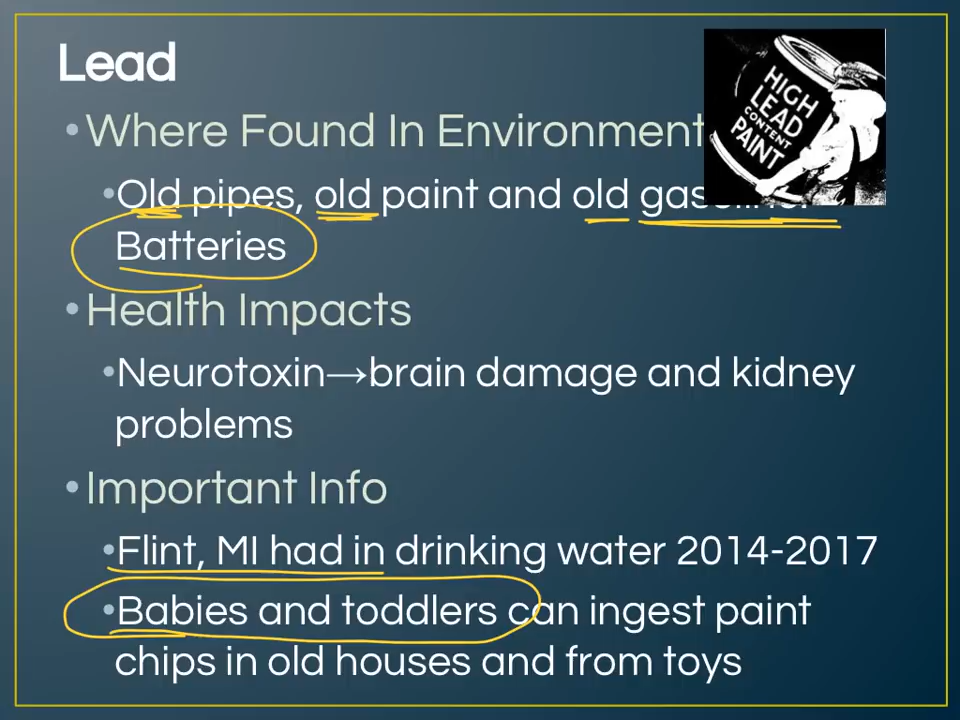 Lead
•Where Found In Environment
•Old pipes, old paint and old
Batteries
•Health Impacts
•Neurotoxin→brain damage and kidney
problems
•Important Info
•Flint, MI had in drinking water 2014-2017
•Babies and toddlers can ingest paint
chips in old houses and from toys
HIGH
LEAD
CONTENT
PAINT